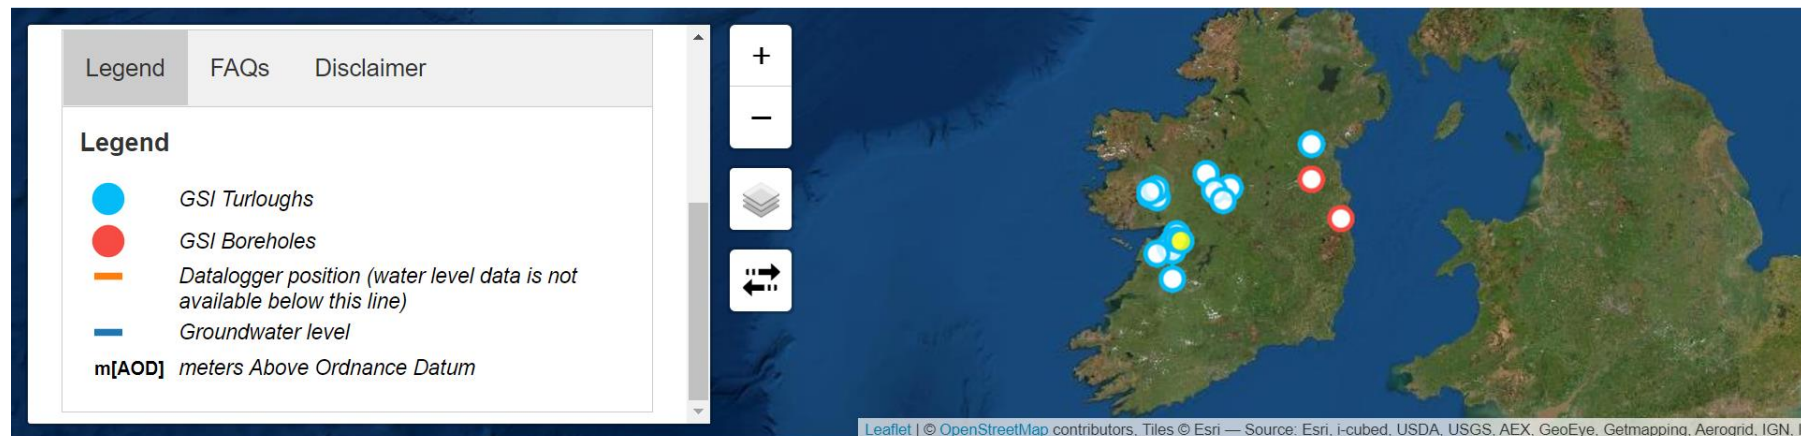 Legend FAQs Disclaimer
Legend
GSI Turloughs
GSI Boreholes
Datalogger position (water level data is not
available below this line)
Groundwater level
m[AOD] meters Above Ordnance Datum
+
−
Leaflet | © OpenStreetMap contributors, Tiles © Esri — Source: Esri, i-cubed, USDA, USGS, AEX, GeoEye, Getmapping, Aerogrid, IGN,